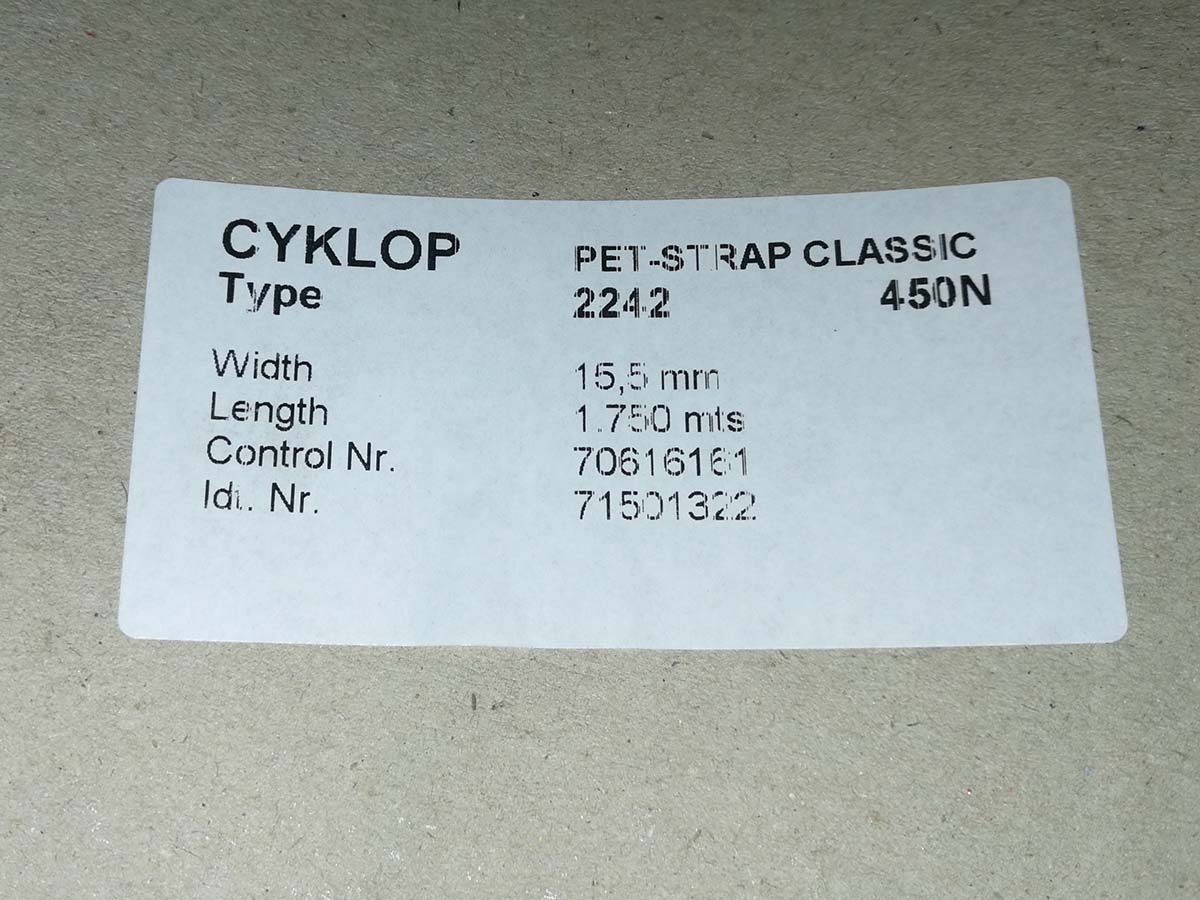 CYKLOP PET-STRAP CLASSIC
Type 2242 450N
Width 15,5 mm
Length 1.750 mts
Control Nr. 70616161
Idt. Nr. 71501322